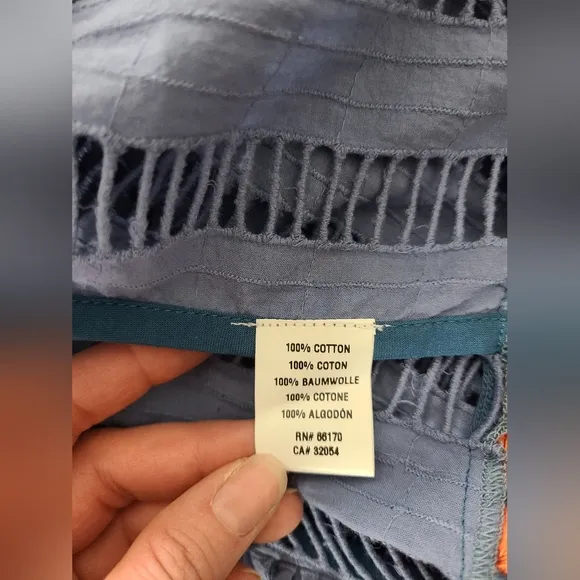 100% COTTON
100% COTON
100% BAUMWOLLE
100% COTONE
100% ALGODÓN
RN# 66170
CA# 32054